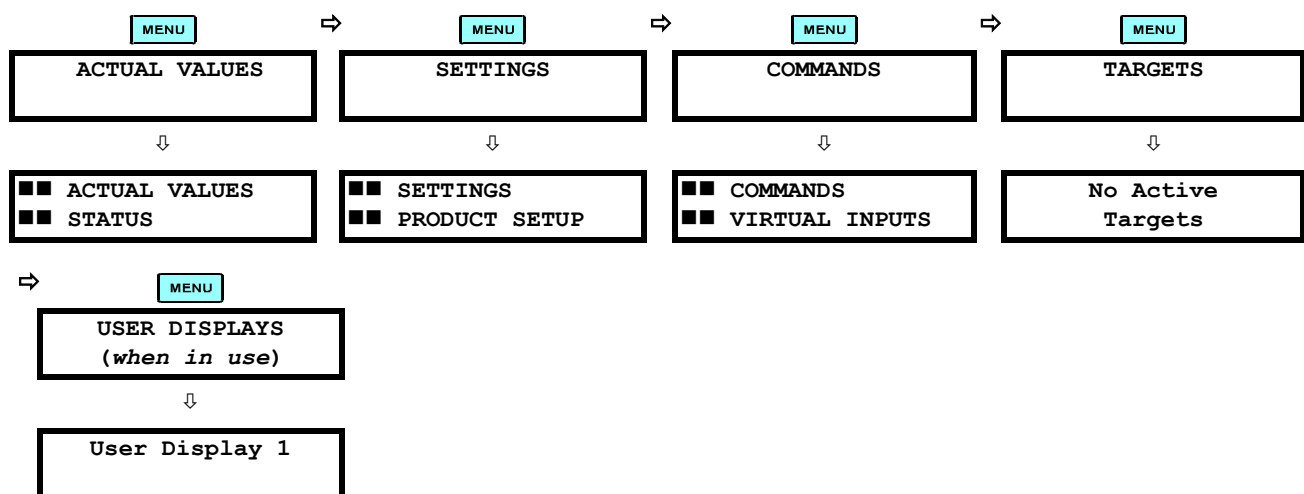 MENU MENU MENU MENU
ACTUAL VALUES SETTINGS COMMANDS TARGETS
■■ ACTUAL VALUES ■■ SETTINGS ■■ COMMANDS No Active
■■ STATUS ■■ PRODUCT SETUP ■■ VIRTUAL INPUTS Targets
MENU
USER DISPLAYS
(when in use)
User Display 1